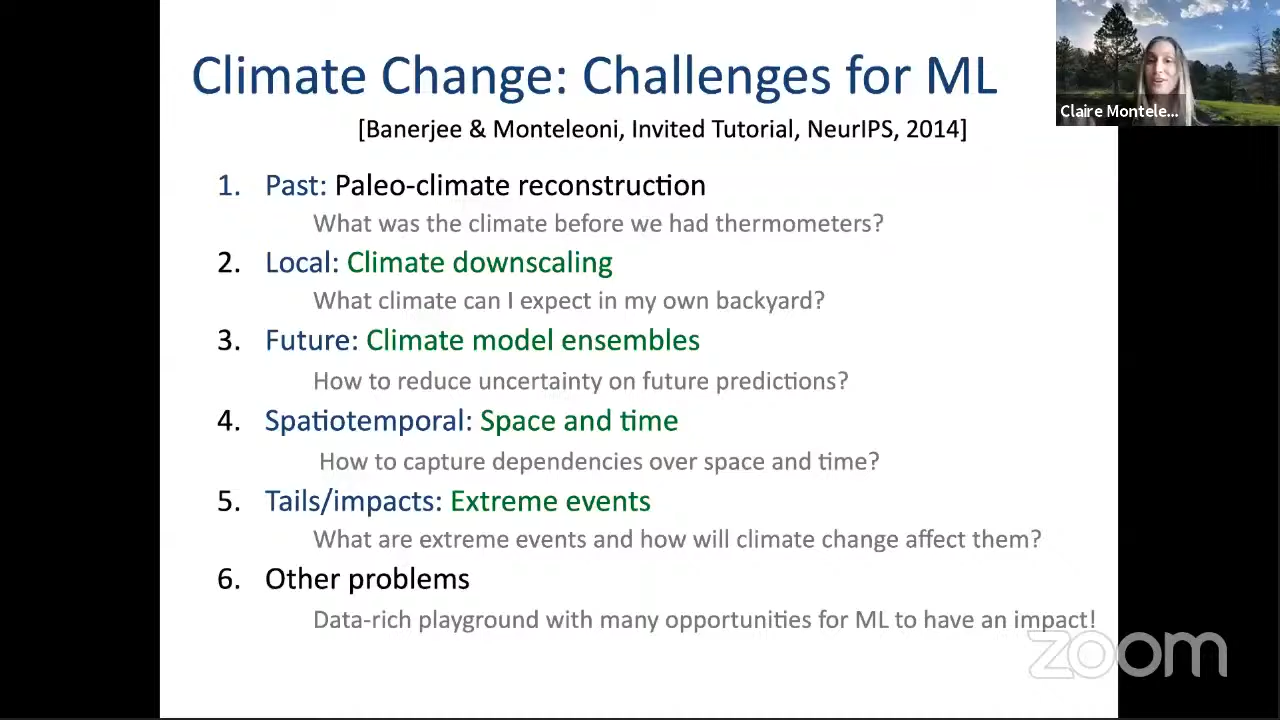 Climate Change: Challenges for ML
[Banerjee & Monteleoni, Invited Tutorial, NeurIPS, 2014]
Claire Montele...
1. Past: Paleo-climate reconstruction
What was the climate before we had thermometers?
2. Local: Climate downscaling
What climate can I expect in my own backyard?
3. Future: Climate model ensembles
How to reduce uncertainty on future predictions?
4. Spatiotemporal: Space and time
How to capture dependencies over space and time?
5. Tails/impacts: Extreme events
What are extreme events and how will climate change affect them?
6. Other problems
Data-rich playground with many opportunities for ML to have an impact!
zoom